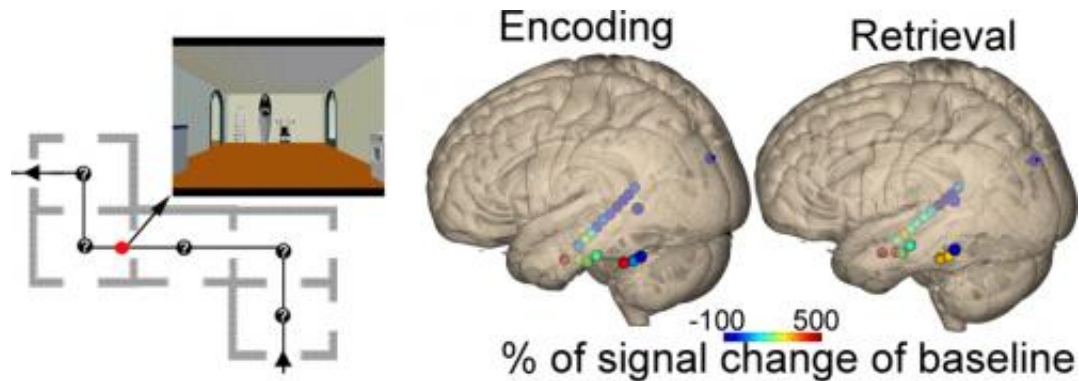 Encoding
Retrieval
?
?
?
?
?
-100 500
% of signal change of baseline